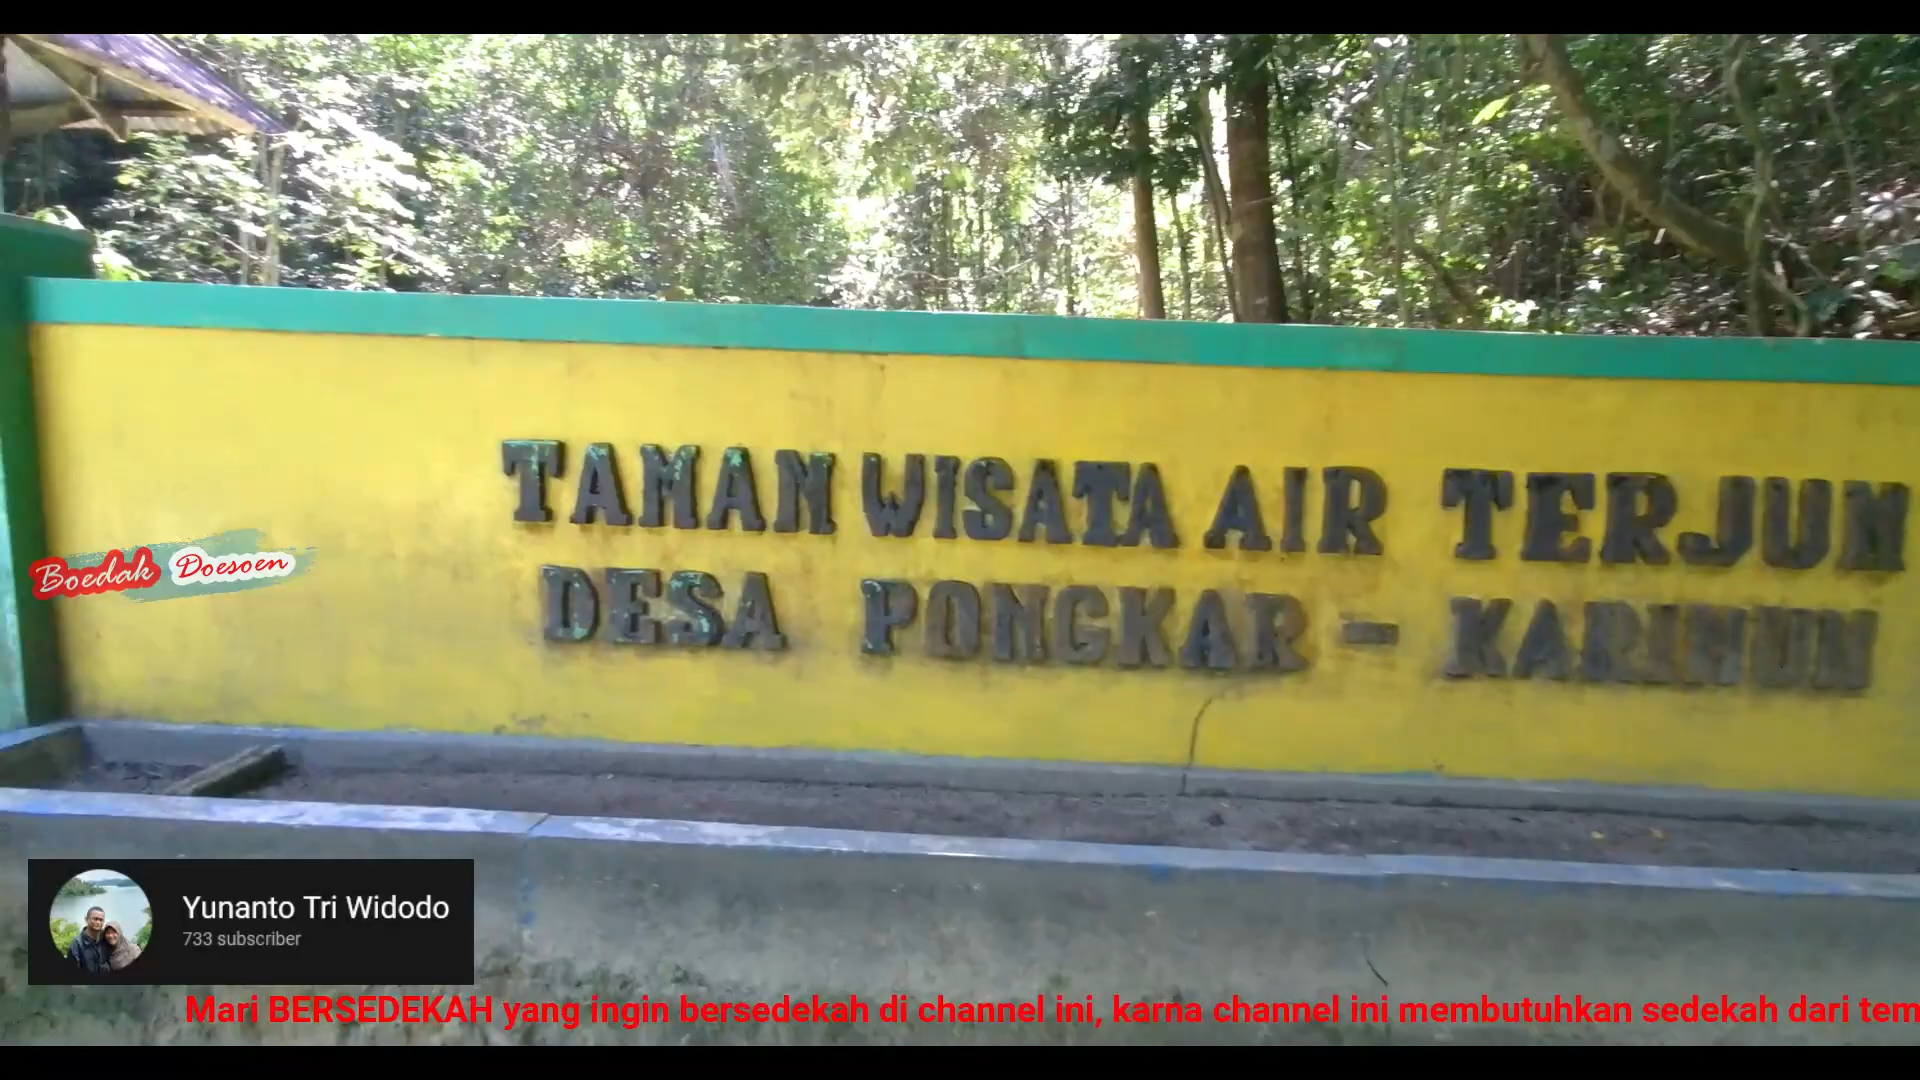 TAMAN WISATA AIR TERJUN
DESA PONGKAR - KARIMUN
Boedak Doesoen
Yunanto Tri Widodo
733 subscriber
Mari BERSEDEKAH yang ingin bersedekah di channel ini, karna channel ini membutuhkan sedekah dari tem